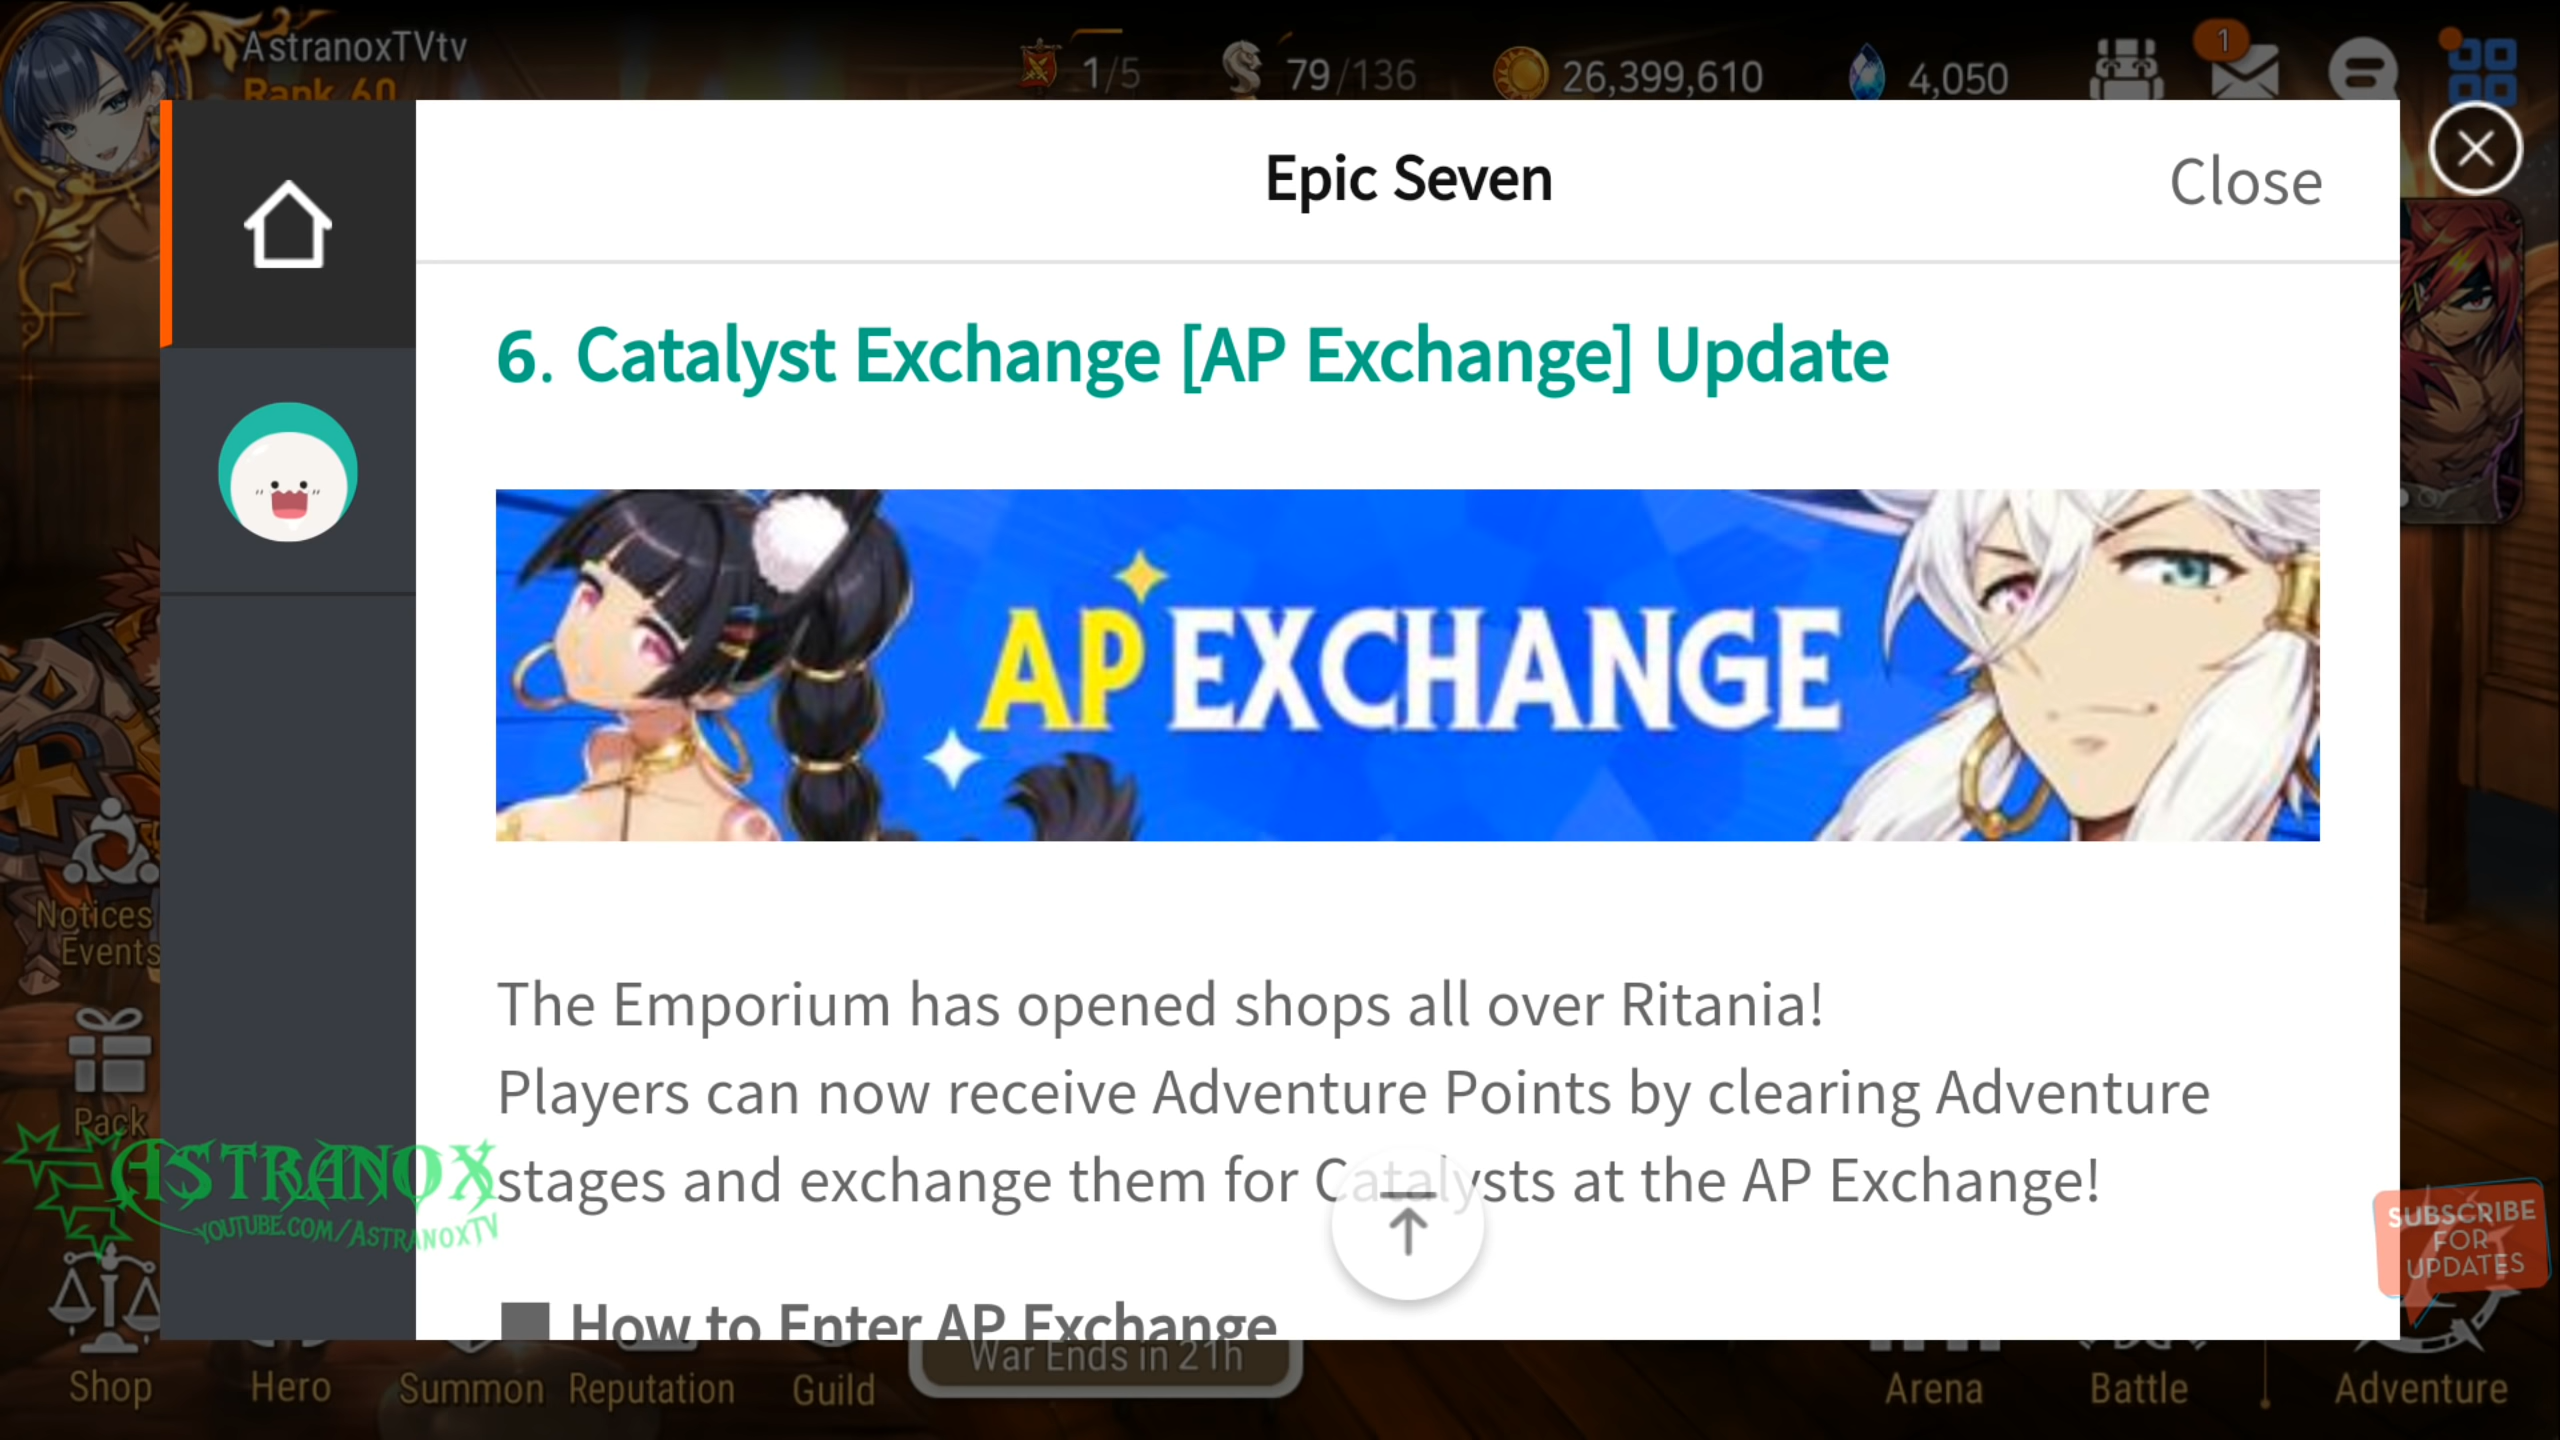 AstranoxTVtv
Rank 60
1/5
79/136
26,399,610
4,050
1
Epic Seven
Close
6. Catalyst Exchange [AP Exchange] Update
AP EXCHANGE
The Emporium has opened shops all over Ritania!
Players can now receive Adventure Points by clearing Adventure
stages and exchange them for Catalysts at the AP Exchange!
■ How to Enter AP Exchange
Notices
Events
Pack
ASTRANOX
YOUTUBE.COM/ASTRANOXTV
SUBSCRIBE
FOR
UPDATES
War Ends in 21h
Shop
Hero
Summon
Reputation
Guild
Arena
Battle
Adventure